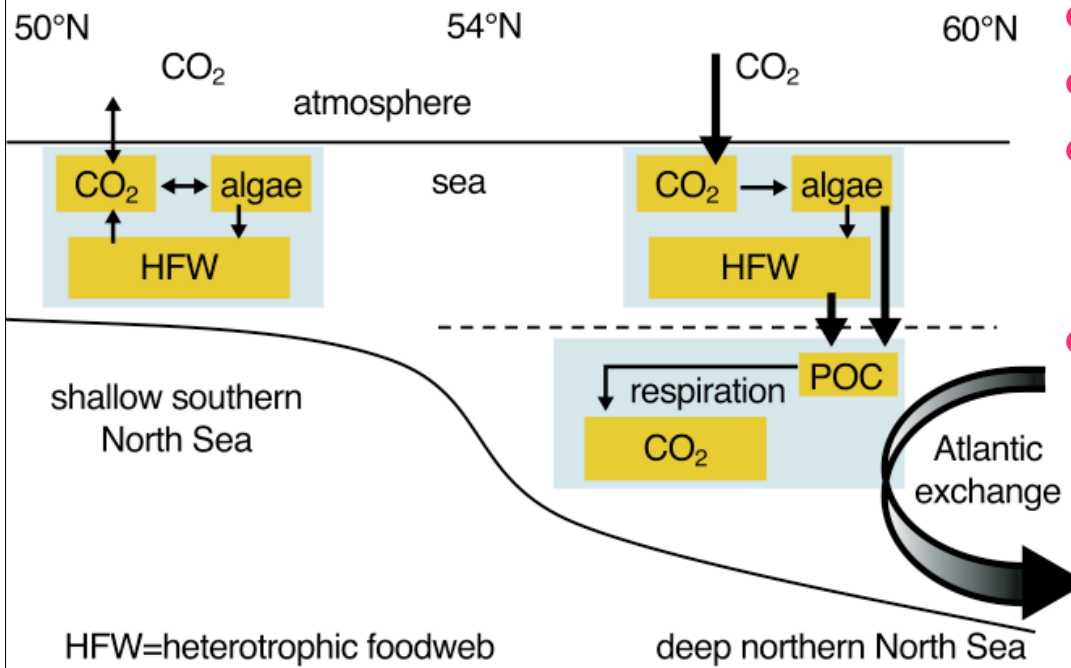 50°N 54°N 60°N
CO₂ CO₂
atmosphere
CO₂ algae sea CO₂ algae
HFW HFW
respiration POC
CO₂
shallow southern
North Sea
Atlantic
exchange
HFW=heterotrophic foodweb deep northern North Sea